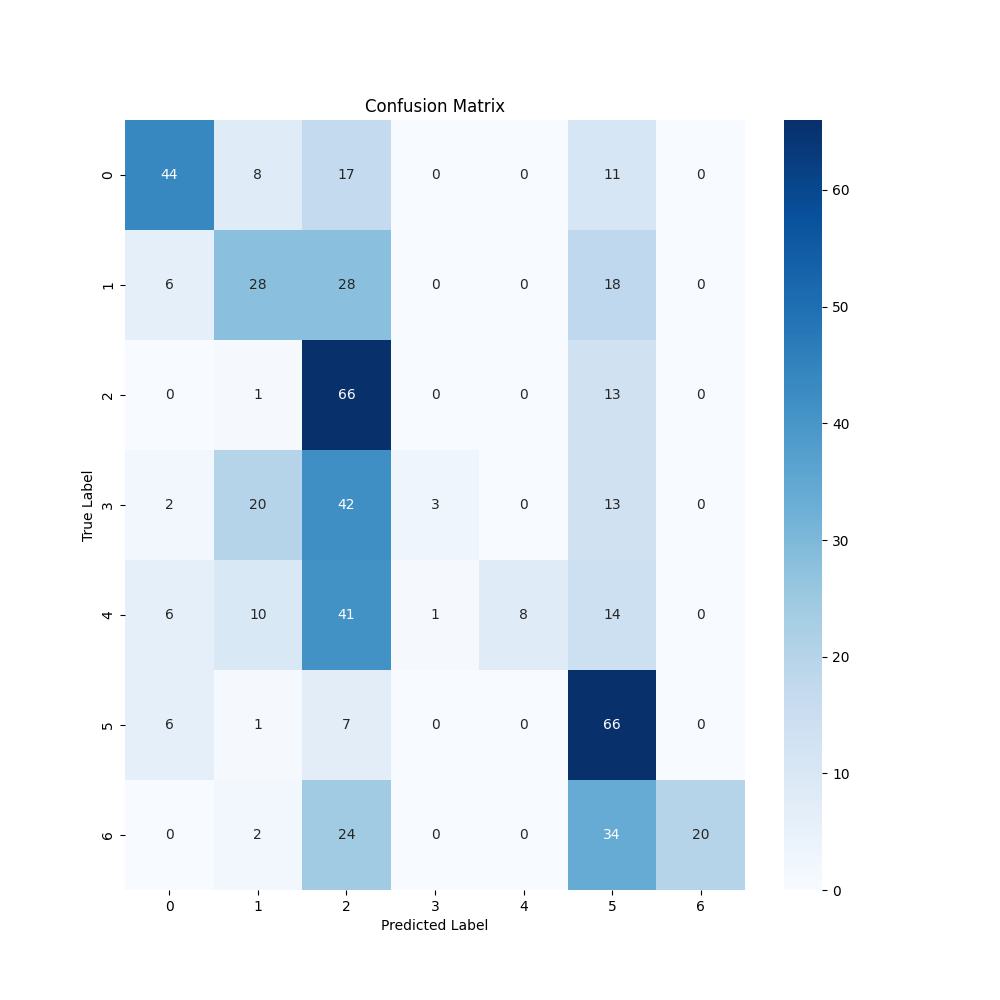 Confusion Matrix
True Label
0 44 8 17 0 0 11 0
1 6 28 28 0 0 18 0
2 0 1 66 0 0 13 0
3 2 20 42 3 0 13 0
4 6 10 41 1 8 14 0
5 6 1 7 0 0 66 0
6 0 2 24 0 0 34 20
0 1 2 3 4 5 6
Predicted Label
60
50
40
30
20
10
0